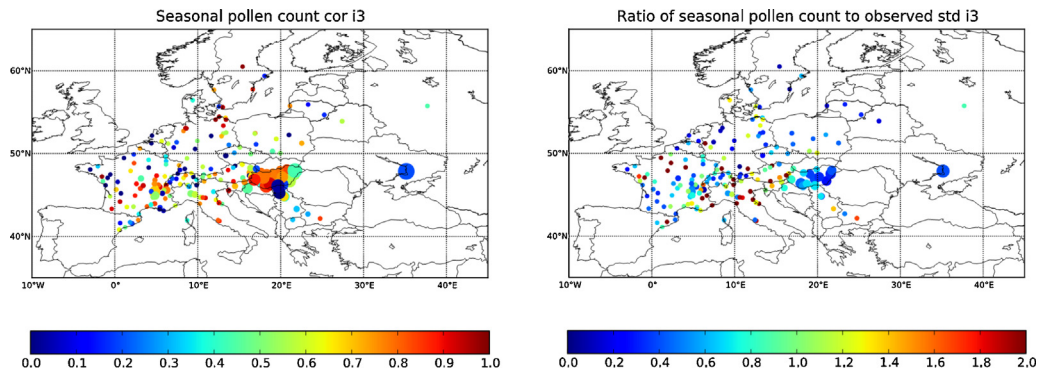 Seasonal pollen count cor i3
60°N
50°N
40°N
10°W 0° 10°E 20°E 30°E 40°E
0.0 0.1 0.2 0.3 0.4 0.5 0.6 0.7 0.8 0.9 1.0
Ratio of seasonal pollen count to observed std i3
60°N
50°N
40°N
10°W 0° 10°E 20°E 30°E 40°E
0.0 0.2 0.4 0.6 0.8 1.0 1.2 1.4 1.6 1.8 2.0